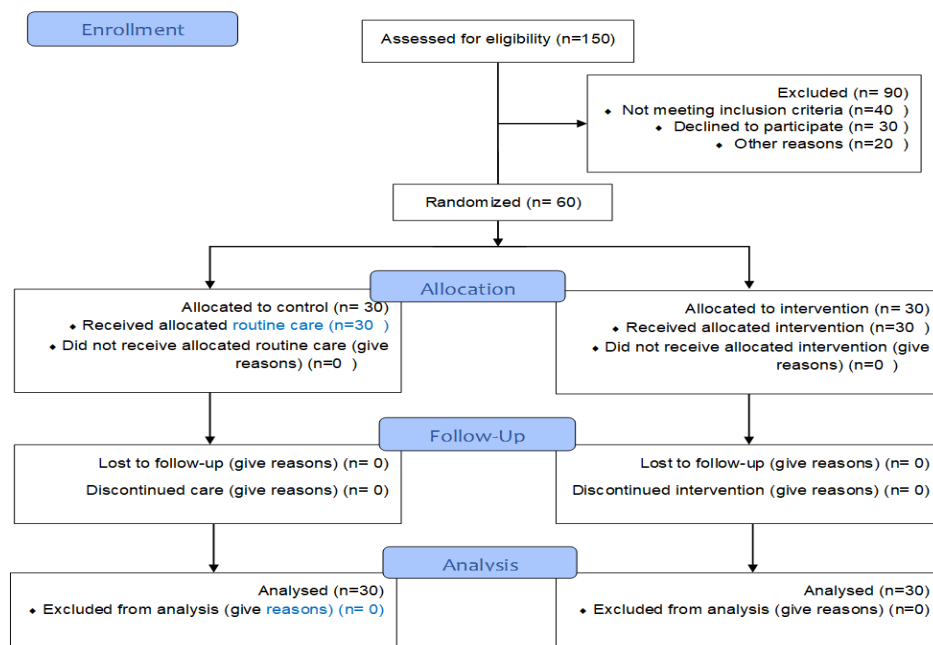 Enrollment
Assessed for eligibility (n=150)
Excluded (n= 90)
⬥ Not meeting inclusion criteria (n=40 )
⬥ Declined to participate (n= 30 )
⬥ Other reasons (n=20 )
Randomized (n= 60)
Allocation
Allocated to control (n= 30)
⬥ Received allocated routine care (n=30 )
⬥ Did not receive allocated routine care (give
reasons) (n=0 )
Allocated to intervention (n= 30)
⬥ Received allocated intervention (n=30 )
⬥ Did not receive allocated intervention (give
reasons) (n=0 )
Follow-Up
Lost to follow-up (give reasons) (n= 0)
Discontinued care (give reasons) (n= 0)
Lost to follow-up (give reasons) (n= 0)
Discontinued intervention (give reasons) (n= 0)
Analysis
Analysed (n=30)
⬥ Excluded from analysis (give reasons) (n= 0)
Analysed (n=30)
⬥ Excluded from analysis (give reasons) (n=0)